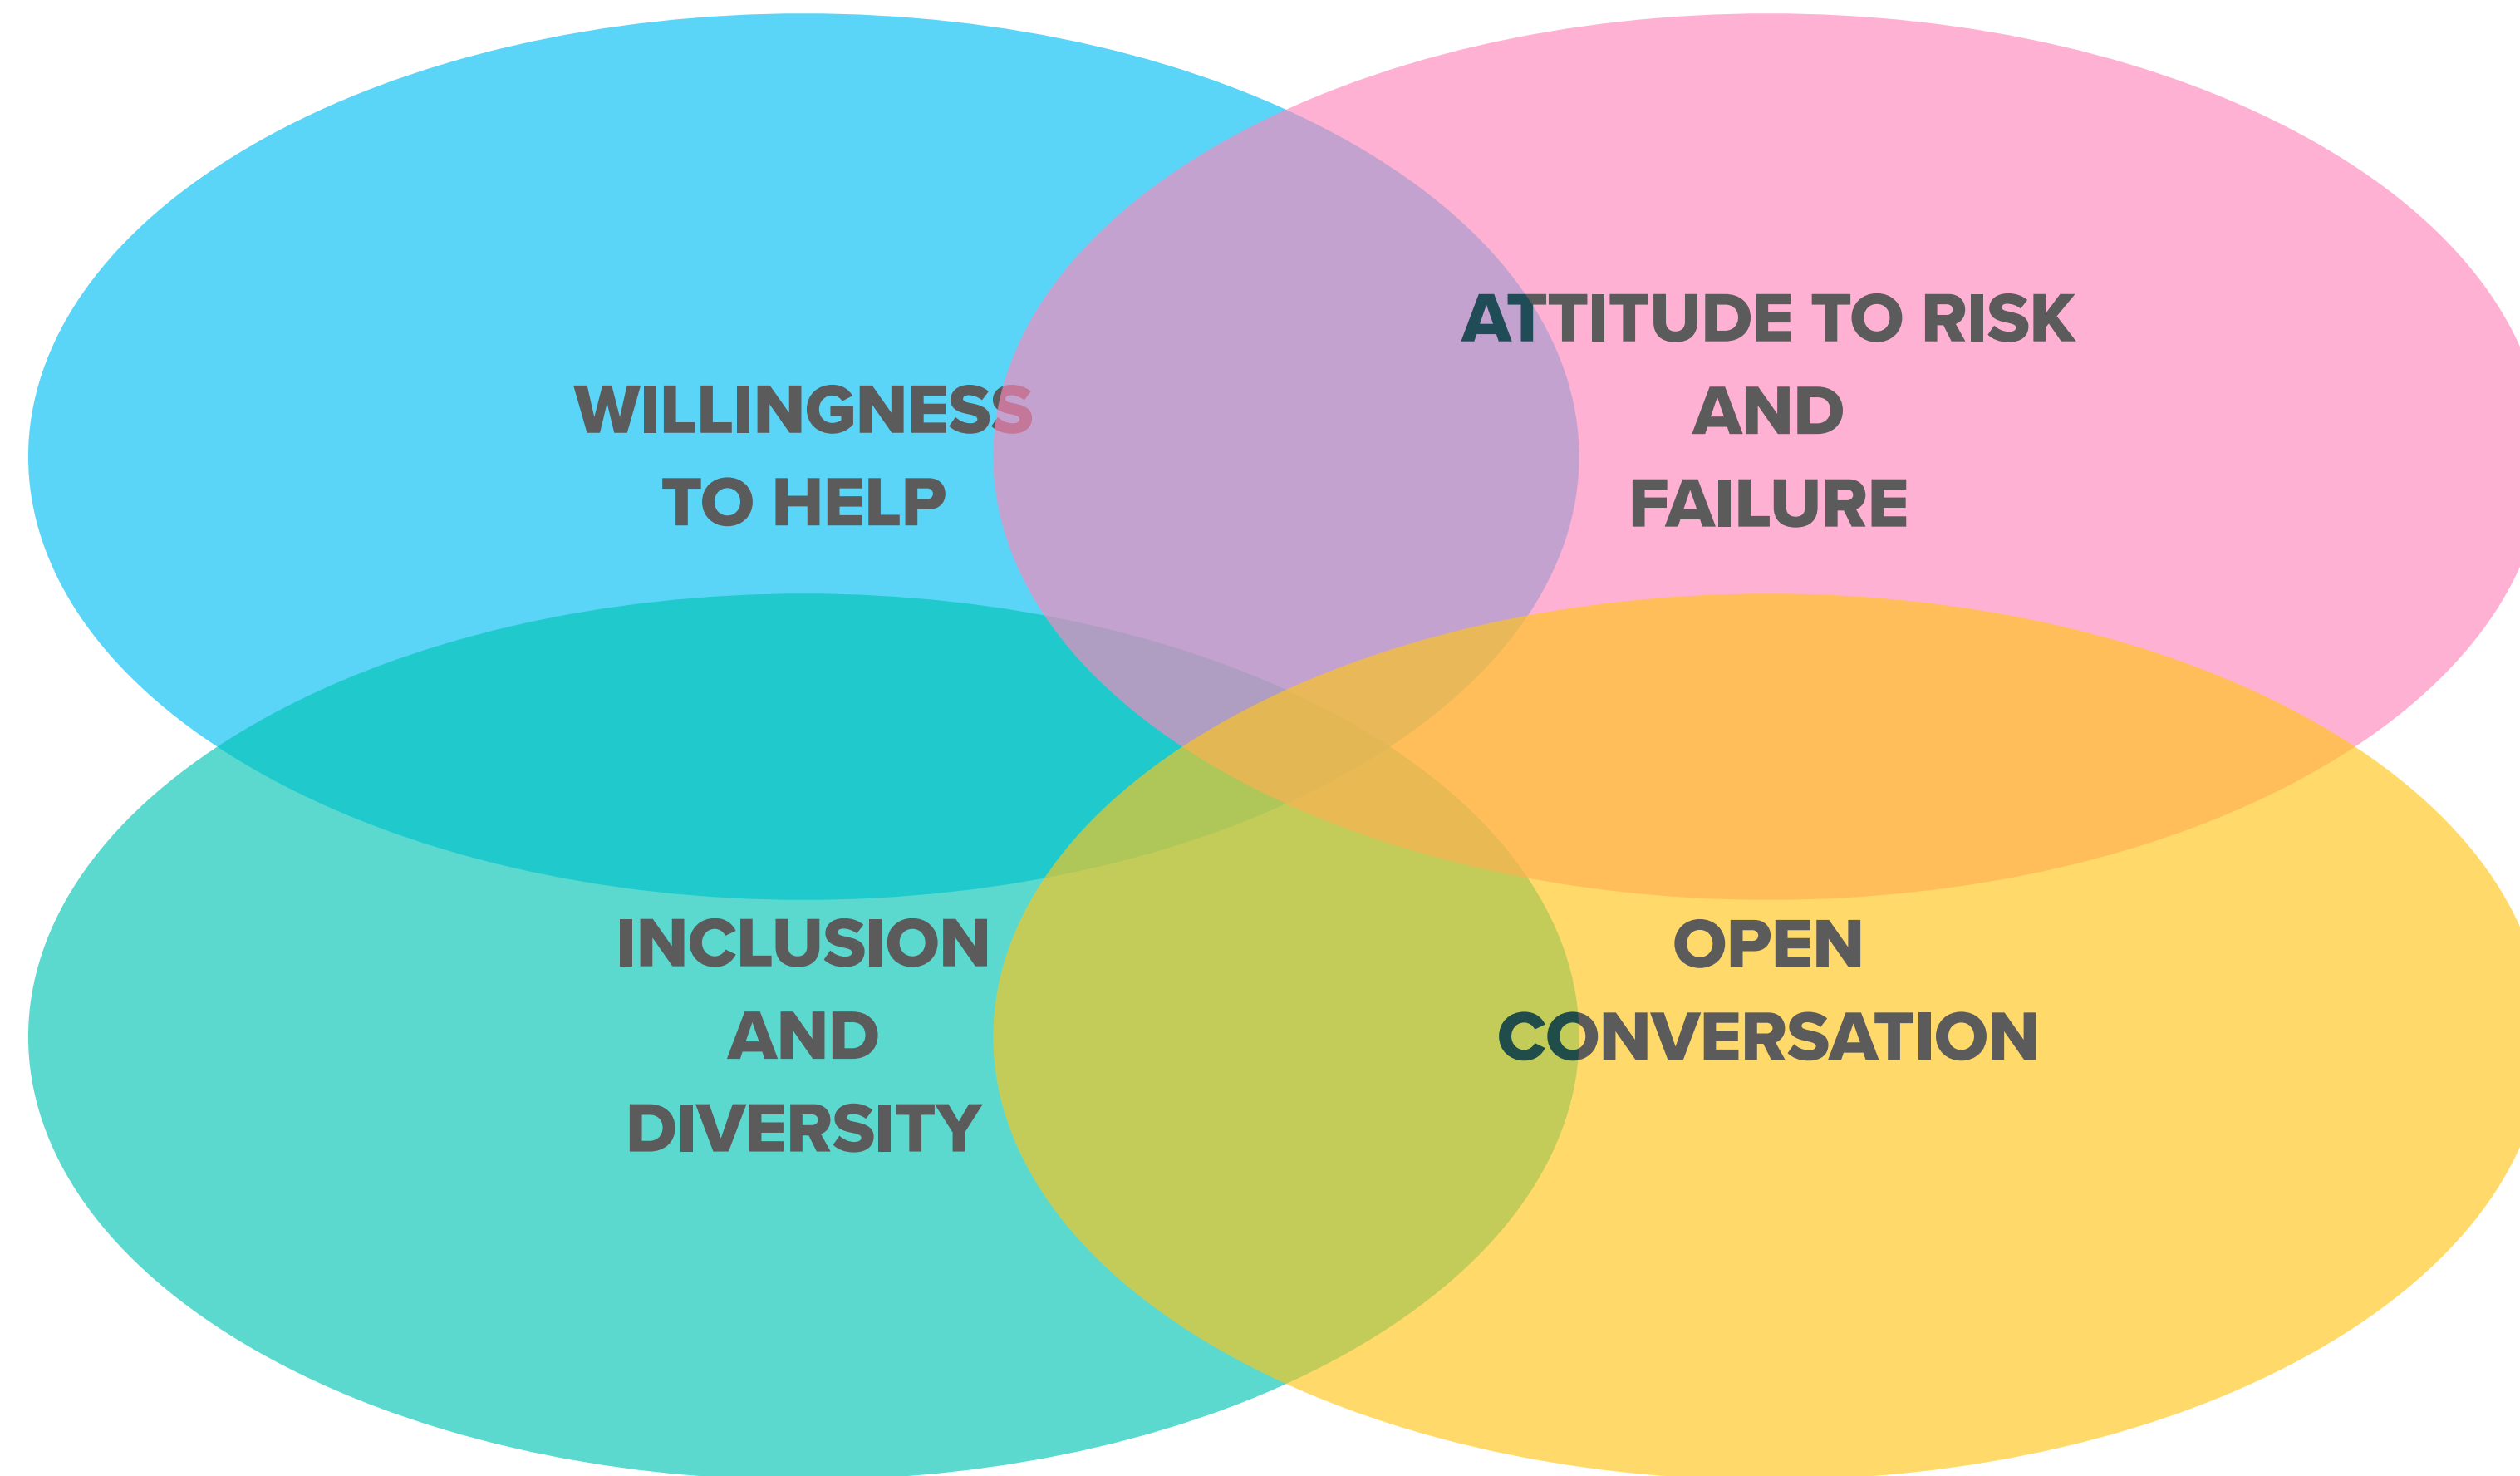 WILLINGNESS
TO HELP
ATTITUDE TO RISK
AND
FAILURE
INCLUSION
AND
DIVERSITY
OPEN
CONVERSATION